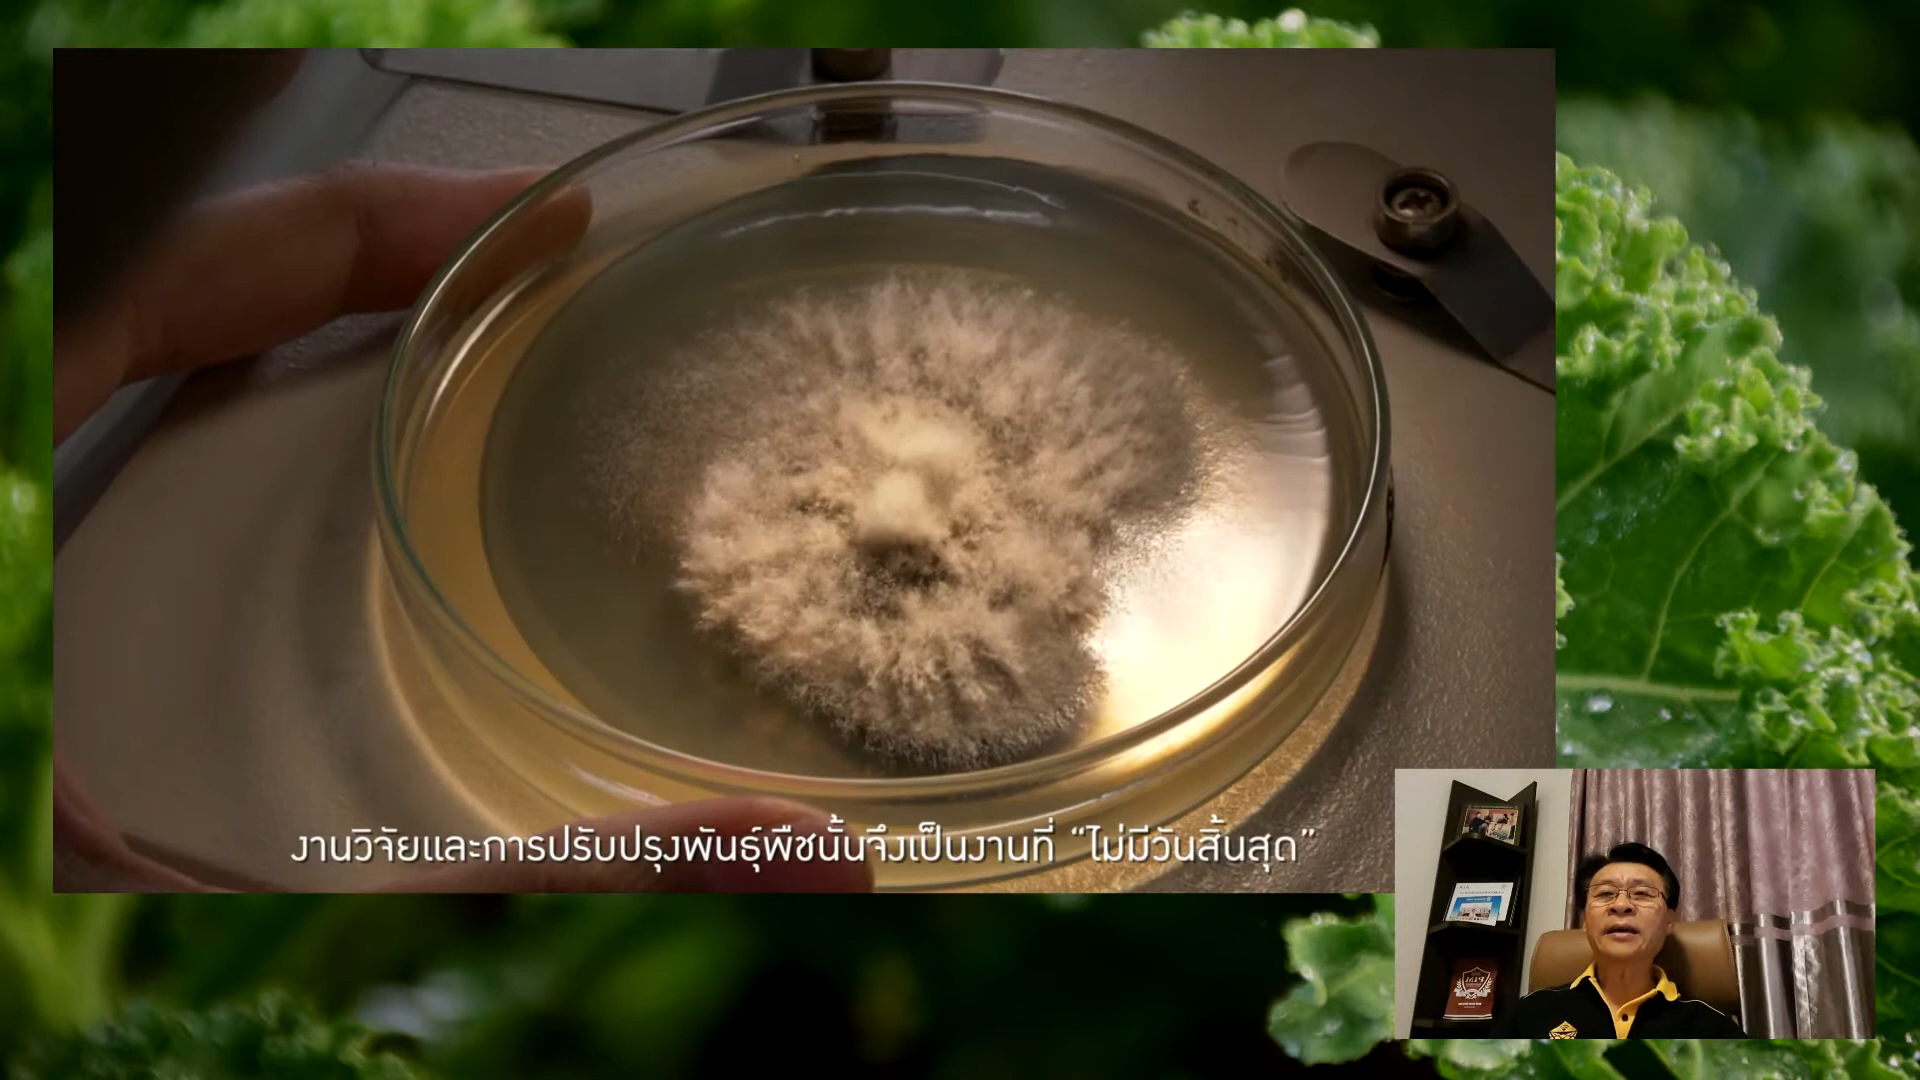 งานวิจัยและการปรับปรุงพันธุ์พืชนั้นจึงเป็นงานที่ “ไม่มีวันสิ้นสุด”
PIM